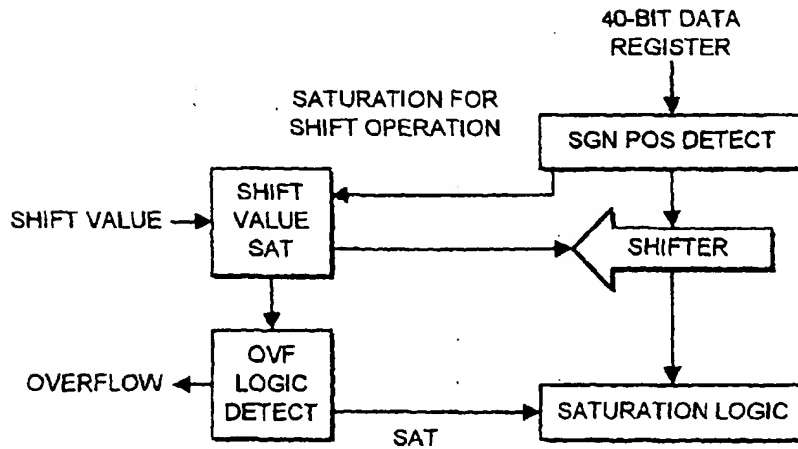 40-BIT DATA
REGISTER
SATURATION FOR
SHIFT OPERATION
SGN POS DETECT
SHIFT
VALUE
SAT
SHIFT VALUE
SHIFTER
OVF
LOGIC
DETECT
OVERFLOW
SAT
SATURATION LOGIC